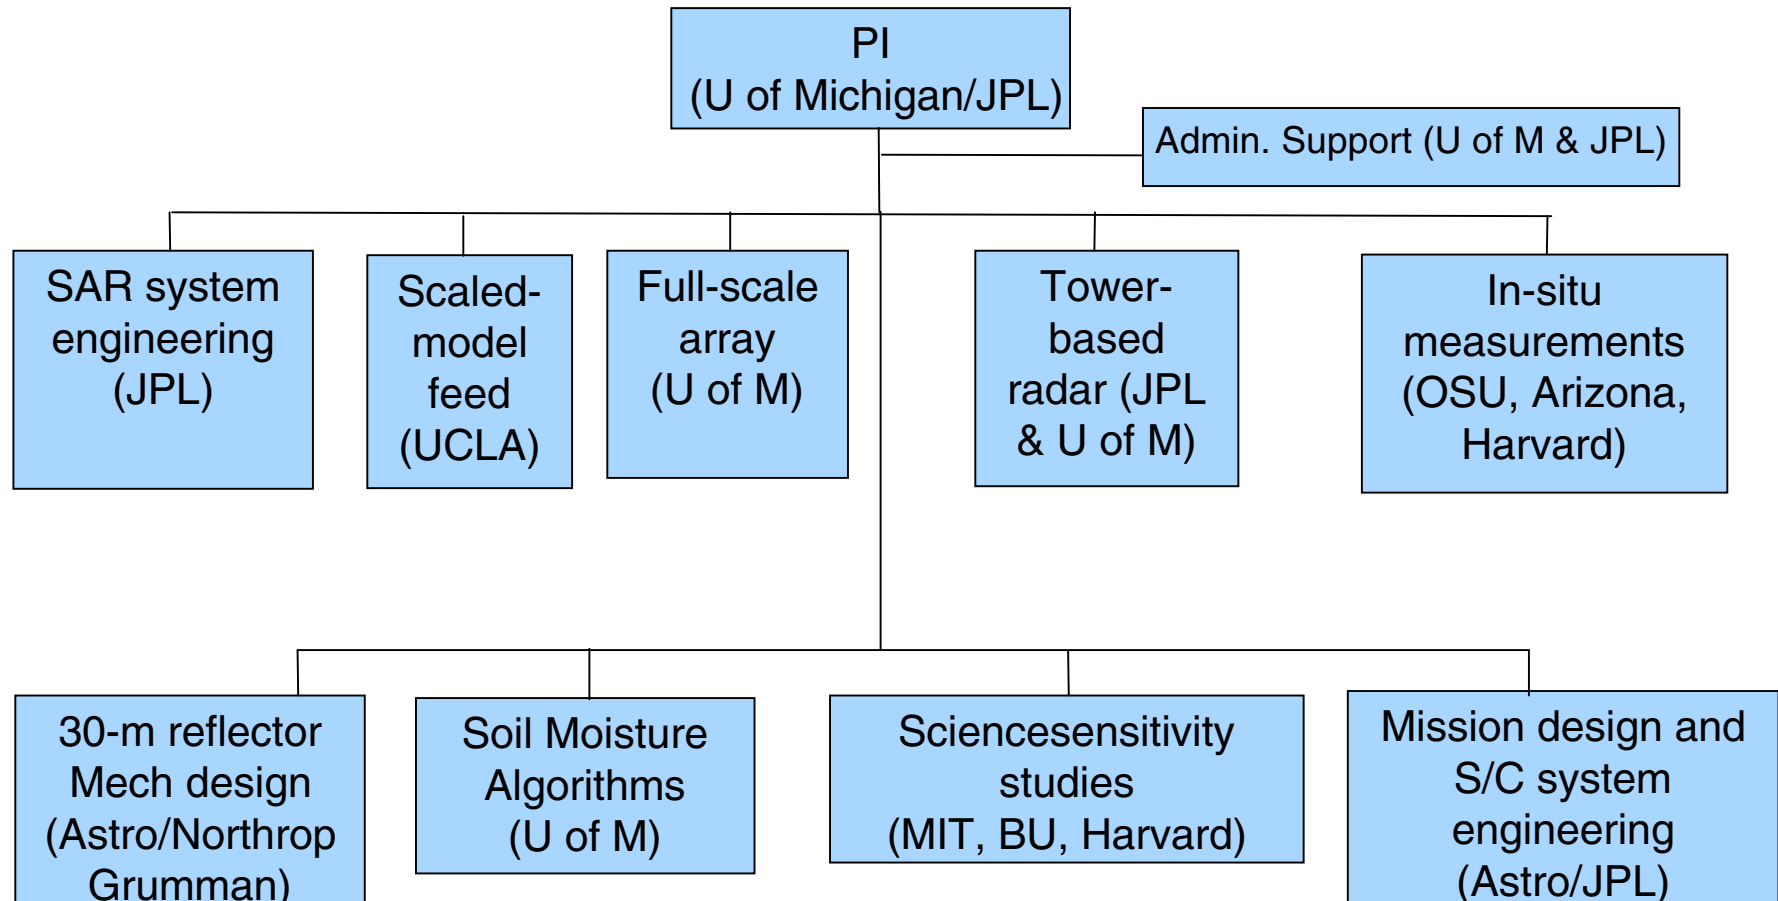 PI
(U of Michigan/JPL)
Admin. Support (U of M & JPL)
SAR system
engineering
(JPL)
Scaled-
model
feed
(UCLA)
Full-scale
array
(U of M)
Tower-
based
radar (JPL
& U of M)
In-situ
measurements
(OSU, Arizona,
Harvard)
30-m reflector
Mech design
(Astro/Northrop
Grumman)
Soil Moisture
Algorithms
(U of M)
Sciencesensitivity
studies
(MIT, BU, Harvard)
Mission design and
S/C system
engineering
(Astro/JPL)